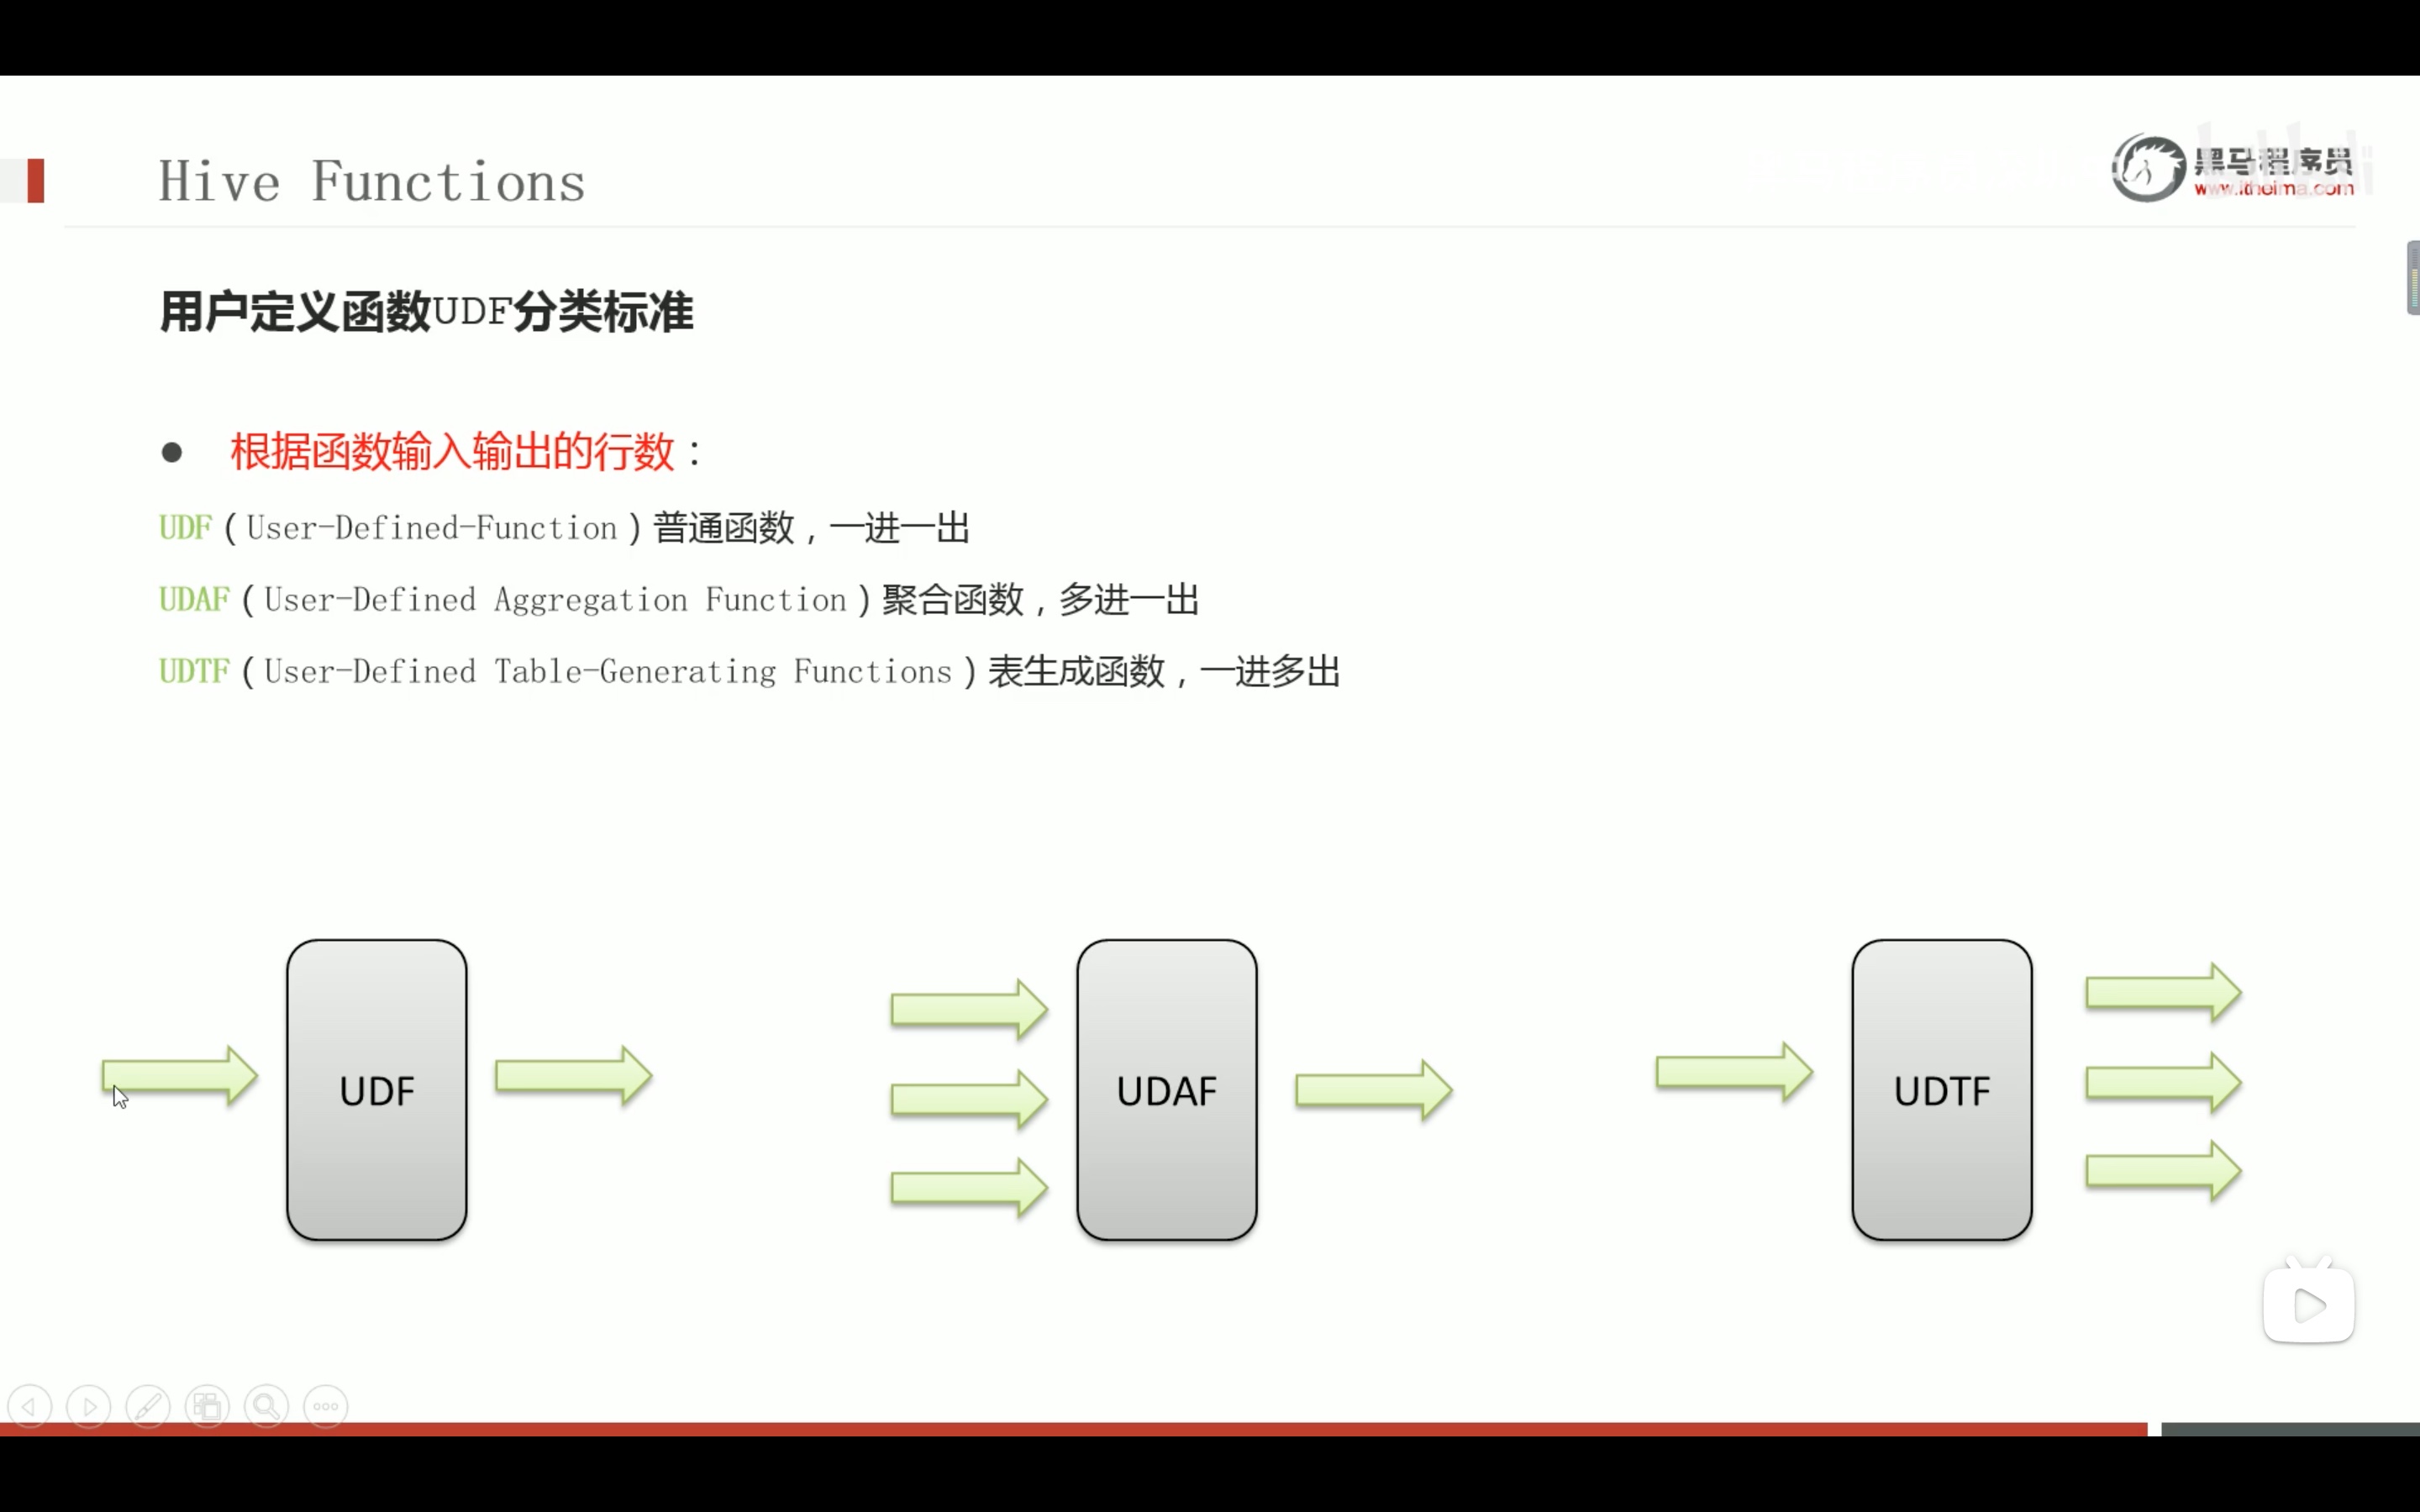 Hive Functions
黑马程序员
www.itheima.com
用户定义函数UDF分类标准
● 根据函数输入输出的行数：
UDF（User-Defined-Function）普通函数，一进一出
UDAF（User-Defined Aggregation Function）聚合函数，多进一出
UDTF（User-Defined Table-Generating Functions）表生成函数，一进多出
UDF
UDAF
UDTF